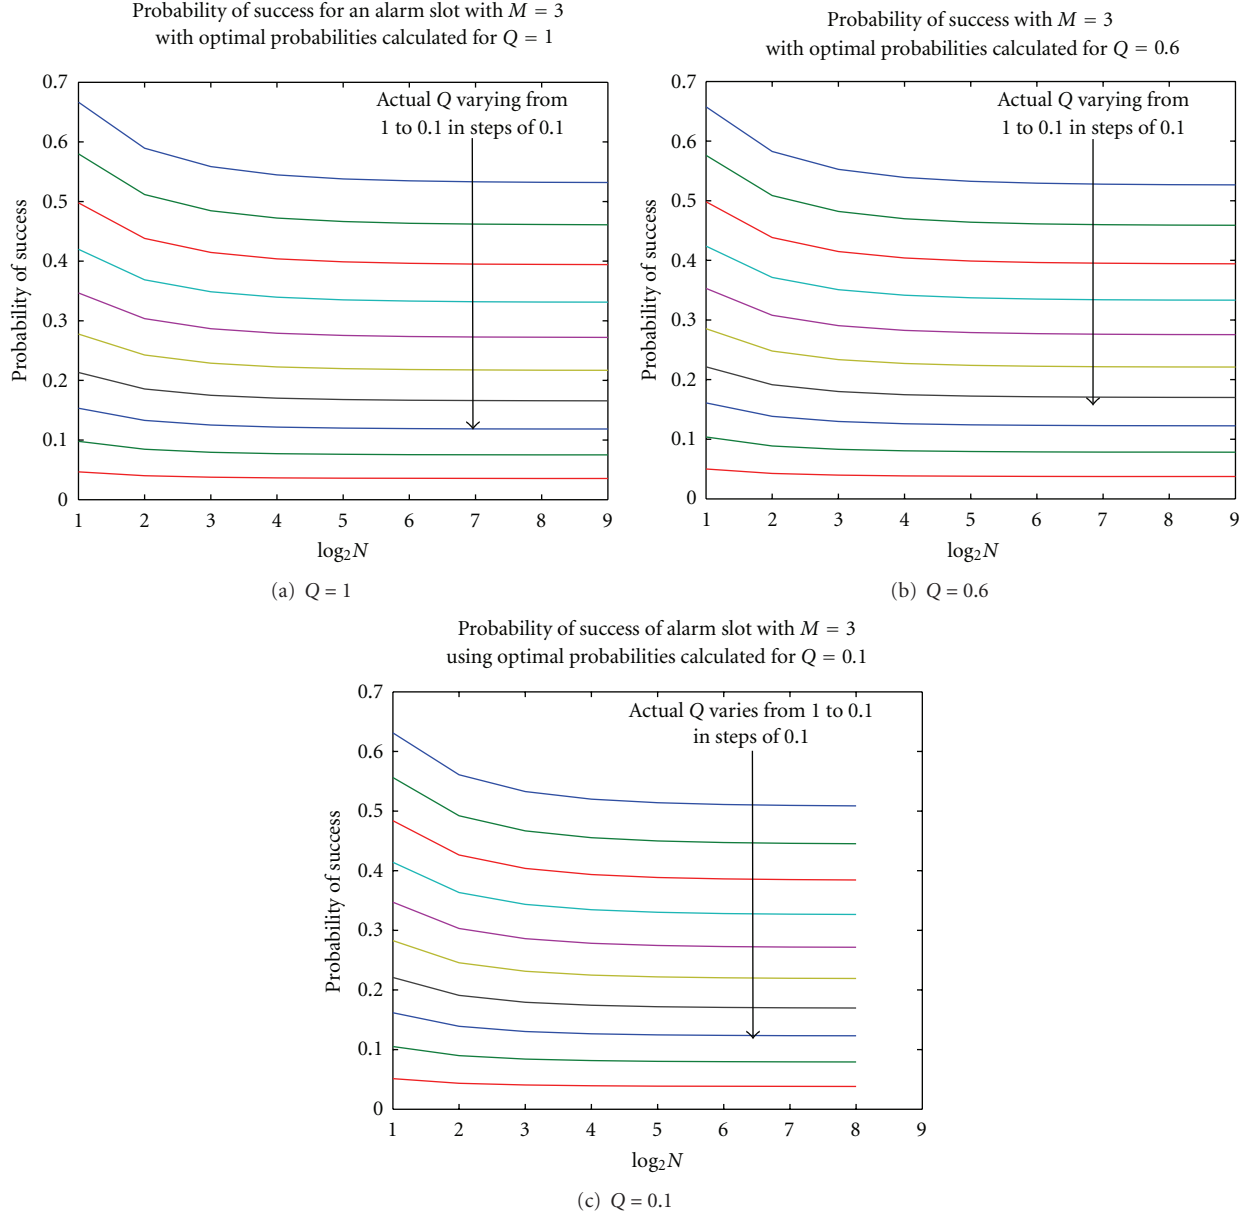 Probability of success for an alarm slot with M = 3
with optimal probabilities calculated for Q = 1
0.7
0.6
0.5
0.4
0.3
0.2
0.1
0
Probability of success
Actual Q varying from
1 to 0.1 in steps of 0.1
1 2 3 4 5 6 7 8 9
log₂N
(a) Q = 1
Probability of success with M = 3
with optimal probabilities calculated for Q = 0.6
0.7
0.6
0.5
0.4
0.3
0.2
0.1
0
Probability of success
Actual Q varying from
1 to 0.1 in steps of 0.1
1 2 3 4 5 6 7 8 9
log₂N
(b) Q = 0.6
Probability of success of alarm slot with M = 3
using optimal probabilities calculated for Q = 0.1
0.7
0.6
0.5
0.4
0.3
0.2
0.1
0
Probability of success
Actual Q varies from 1 to 0.1
in steps of 0.1
1 2 3 4 5 6 7 8 9
log₂N
(c) Q = 0.1